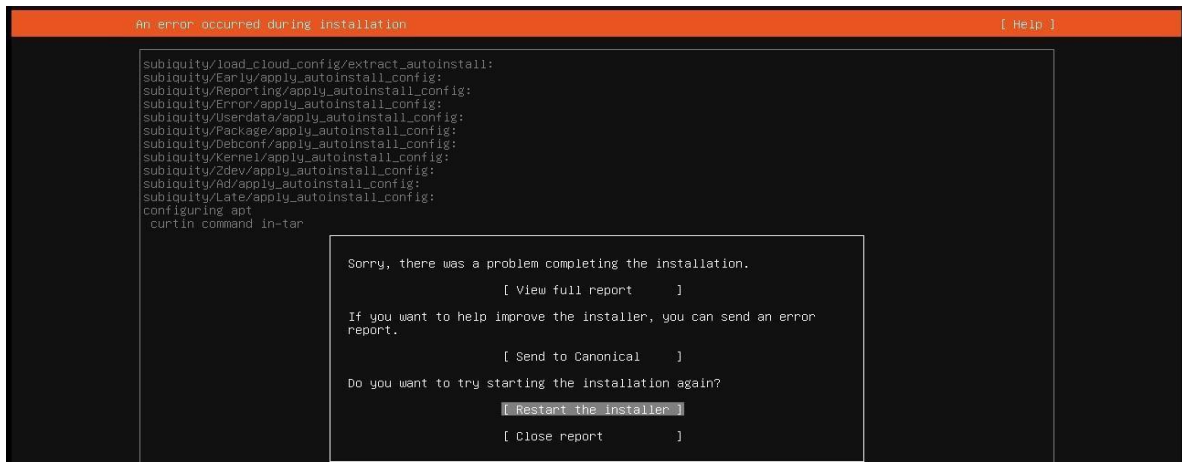 An error occurred during installation [ Help ]
subiquity/load_cloud_config/extract_autoinstall:
subiquity/Early/apply_autoinstall_config:
subiquity/Reporting/apply_autoinstall_config:
subiquity/Error/apply_autoinstall_config:
subiquity/Userdata/apply_autoinstall_config:
subiquity/Package/apply_autoinstall_config:
subiquity/Debconf/apply_autoinstall_config:
subiquity/Kernel/apply_autoinstall_config:
subiquity/Zdev/apply_autoinstall_config:
subiquity/Ad/apply_autoinstall_config:
subiquity/Late/apply_autoinstall_config:
configuring apt
curtin command in-tar
Sorry, there was a problem completing the installation.
[ View full report ]
If you want to help improve the installer, you can send an error
report.
[ Send to Canonical ]
Do you want to try starting the installation again?
[ Restart the installer ]
[ Close report ]